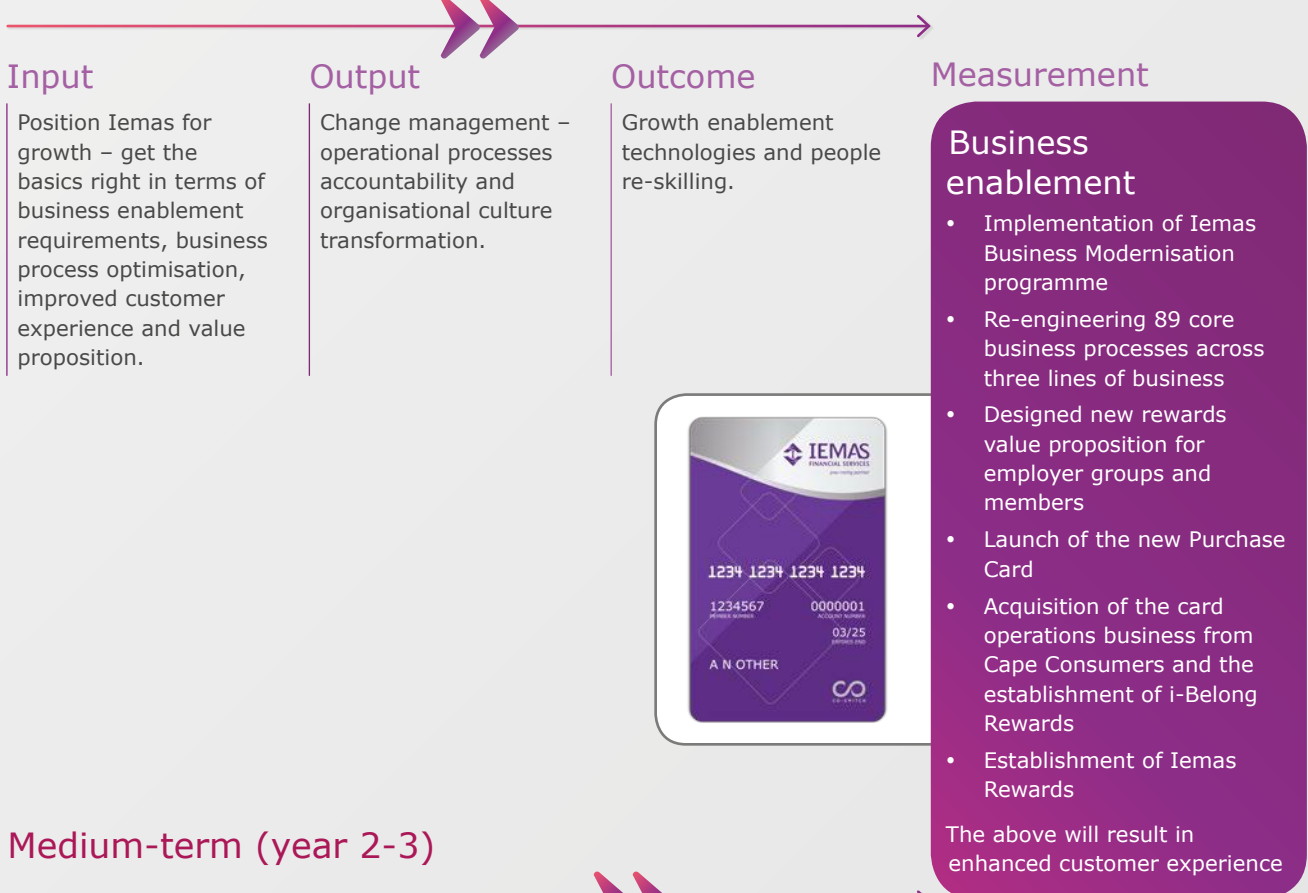 Input
Position Iemas for
growth – get the
basics right in terms of
business enablement
requirements, business
process optimisation,
improved customer
experience and value
proposition.
Output
Change management –
operational processes
accountability and
organisational culture
transformation.
Outcome
Growth enablement
technologies and people
re-skilling.
Measurement
Business
enablement
• Implementation of Iemas
Business Modernisation
programme
• Re-engineering 89 core
business processes across
three lines of business
• Designed new rewards
value proposition for
employer groups and
members
• Launch of the new Purchase
Card
• Acquisition of the card
operations business from
Cape Consumers and the
establishment of i-Belong
Rewards
• Establishment of Iemas
Rewards
The above will result in
enhanced customer experience
IEMAS
FINANCIAL SERVICES
1234 1234 1234 1234
1234567 0000001
MEMBER NUMBER ACCOUNT NUMBER
03/25
A N OTHER
Medium-term (year 2-3)